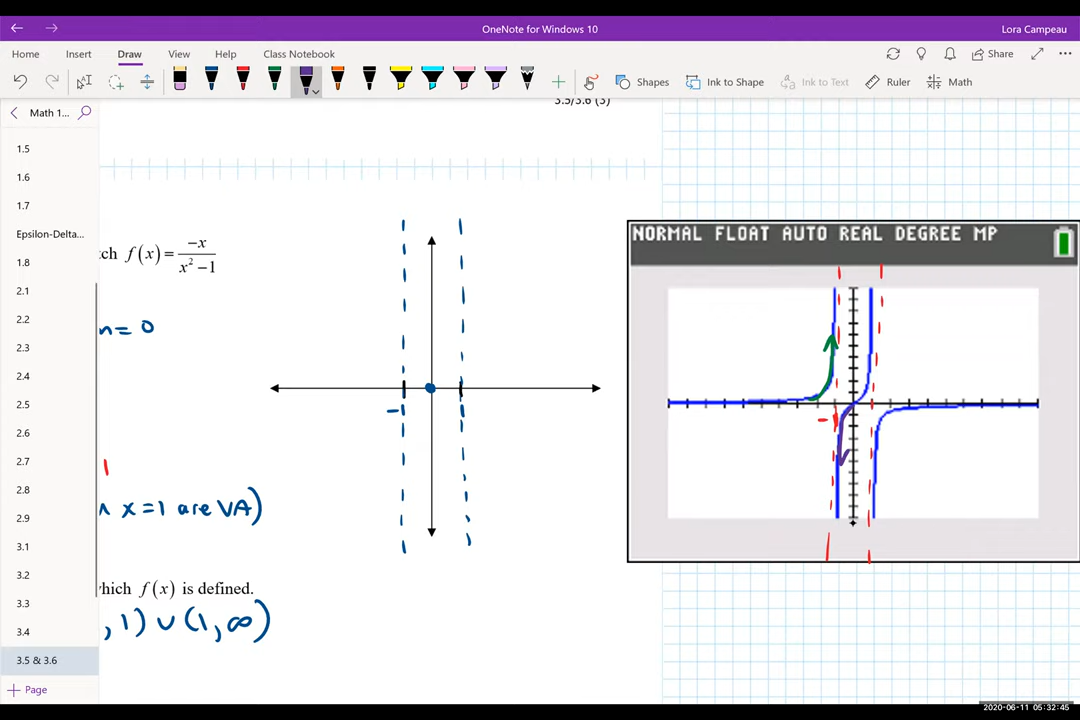 OneNote for Windows 10
Lora Campeau
Home Insert Draw View Help Class Notebook
Share
Shapes Ink to Shape Ink to Text Ruler Math
3.5/3.6 (3)
Math 1...
1.5
1.6
1.7
Epsilon-Delta...
1.8
2.1
2.2
2.3
2.4
2.5
2.6
2.7
2.8
2.9
3.1
3.2
3.3
3.4
3.5 & 3.6
Page
tch f(x) = -x / x² - 1
n = 0
x = 1 are VA)
which f(x) is defined.
, 1) ∪ (1, ∞)
NORMAL FLOAT AUTO REAL DEGREE MP
-1
2020-06-11 05:32:45